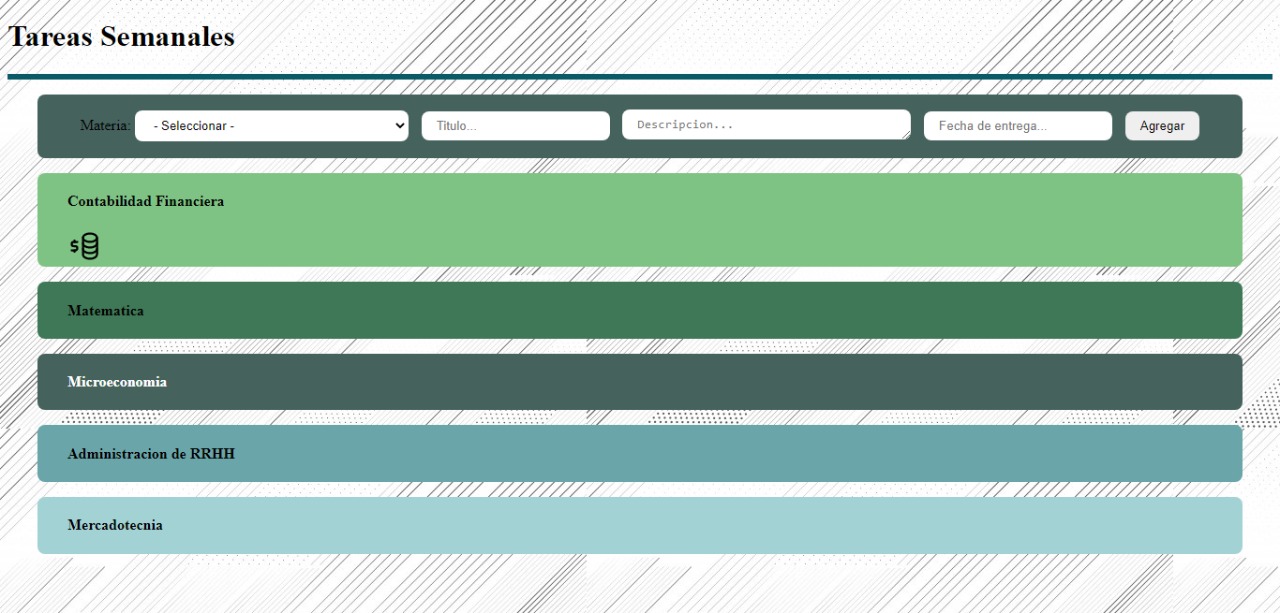 Tareas Semanales
Materia: - Seleccionar - Titulo... Descripcion... Fecha de entrega... Agregar
Contabilidad Financiera
$
Matematica
Microeconomia
Administracion de RRHH
Mercadotecnia